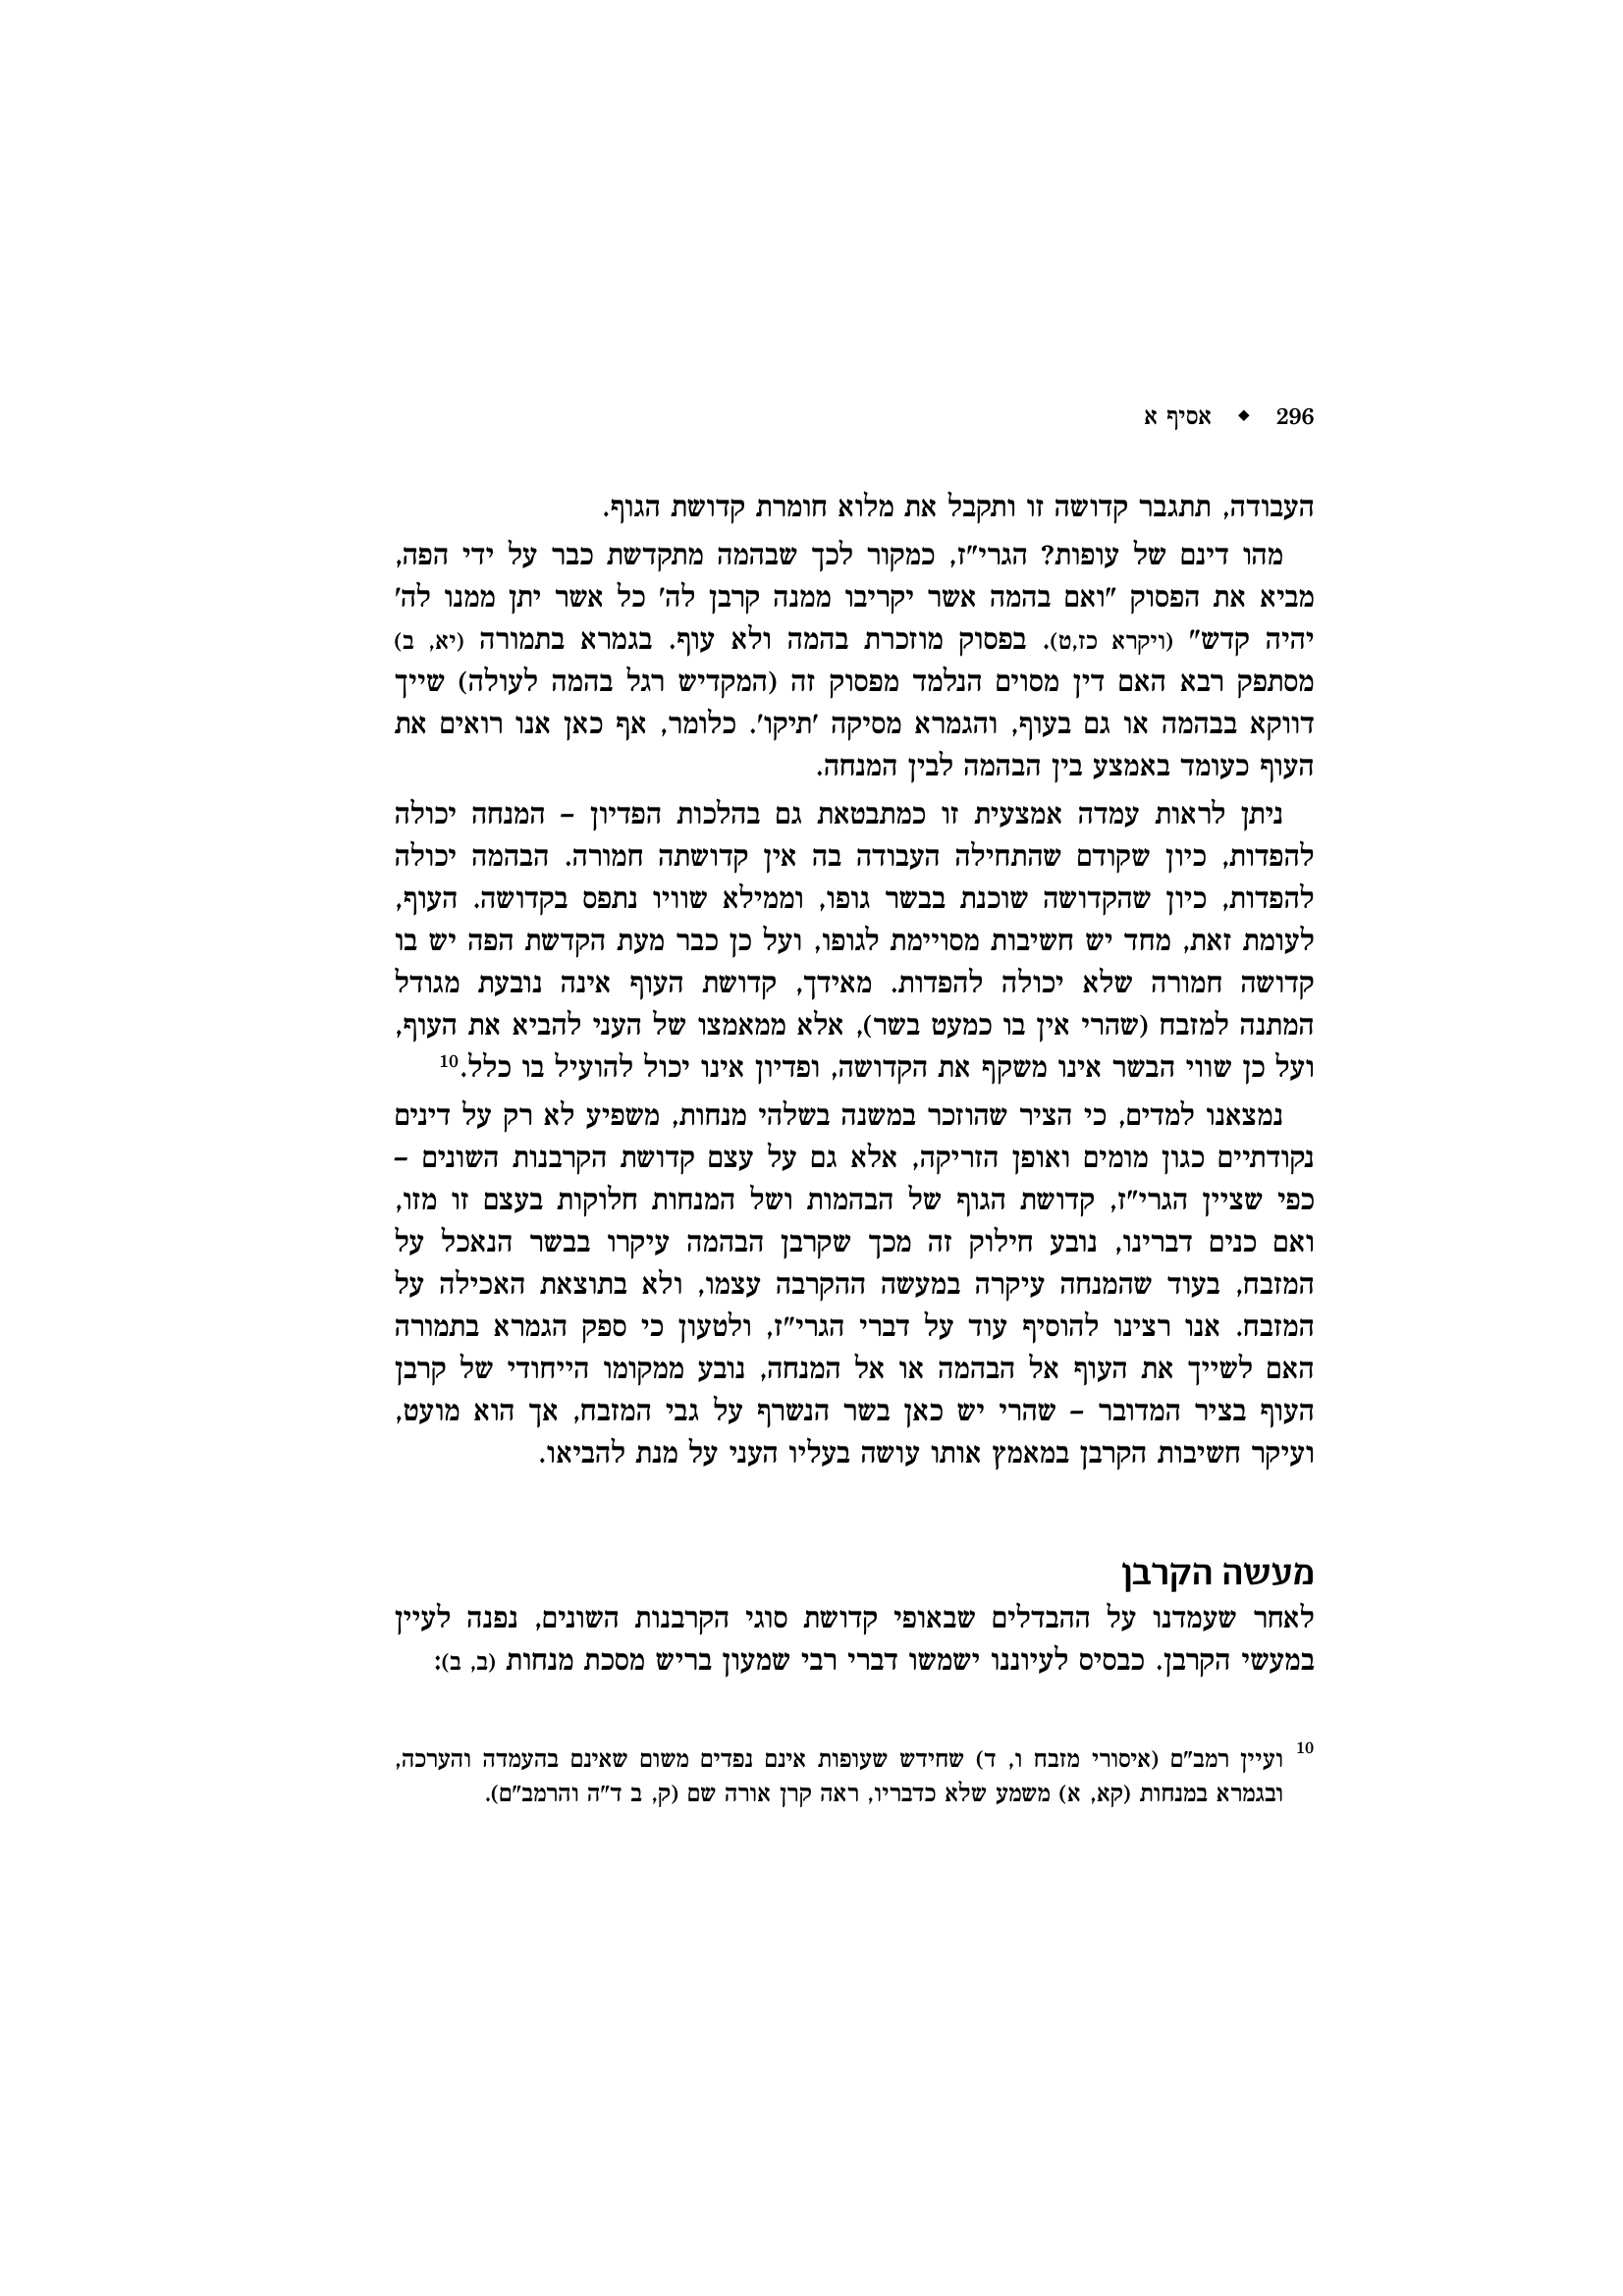 296 ◆ אסיף א
העבודה, תתגבר קדושה זו ותקבל את מלוא חומרת קדושת הגוף.
מהו דינם של עופות? הגרי״ז, כמקור לכך שבהמה מתקדשת כבר על ידי הפה,
מביא את הפסוק ״ואם בהמה אשר יקריבו ממנה קרבן לה׳ כל אשר יתן ממנו לה׳
יהיה קדש״ (ויקרא כז,ט). בפסוק מוזכרת בהמה ולא עוף. בגמרא בתמורה (יא, ב)
מסתפק רבא האם דין מסוים הנלמד מפסוק זה (המקדיש רגל בהמה לעולה) שייך
דווקא בבהמה או גם בעוף, והגמרא מסיקה ׳תיקו׳. כלומר, אף כאן אנו רואים את
העוף כעומד באמצע בין הבהמה לבין המנחה.
ניתן לראות עמדה אמצעית זו כמתבטאת גם בהלכות הפדיון – המנחה יכולה
להפדות, כיון שקודם שהתחילה העבודה בה אין קדושתה חמורה. הבהמה יכולה
להפדות, כיון שהקדושה שוכנת בבשר גופו, וממילא שוויו נתפס בקדושה. העוף,
לעומת זאת, מחד יש חשיבות מסויימת לגופו, ועל כן כבר מעת הקדשת הפה יש בו
קדושה חמורה שלא יכולה להפדות. מאידך, קדושת העוף אינה נובעת מגודל
המתנה למזבח (שהרי אין בו כמעט בשר), אלא ממאמצו של העני להביא את העוף,
ועל כן שווי הבשר אינו משקף את הקדושה, ופדיון אינו יכול להועיל בו כלל.10
נמצאנו למדים, כי הציר שהוזכר במשנה בשלהי מנחות, משפיע לא רק על דינים
נקודתיים כגון מומים ואופן הזריקה, אלא גם על עצם קדושת הקרבנות השונים –
כפי שציין הגרי״ז, קדושת הגוף של הבהמות ושל המנחות חלוקות בעצם זו מזו,
ואם כנים דברינו, נובע חילוק זה מכך שקרבן הבהמה עיקרו בבשר הנאכל על
המזבח, בעוד שהמנחה עיקרה במעשה ההקרבה עצמו, ולא בתוצאת האכילה על
המזבח. אנו רצינו להוסיף עוד על דברי הגרי״ז, ולטעון כי ספק הגמרא בתמורה
האם לשייך את העוף אל הבהמה או אל המנחה, נובע ממקומו הייחודי של קרבן
העוף בציר המדובר – שהרי יש כאן בשר הנשרף על גבי המזבח, אך הוא מועט,
ועיקר חשיבות הקרבן במאמץ אותו עושה בעליו העני על מנת להביאו.
מעשה הקרבן
לאחר שעמדנו על ההבדלים שבאופי קדושת סוגי הקרבנות השונים, נפנה לעיין
במעשי הקרבן. כבסיס לעיוננו ישמשו דברי רבי שמעון בריש מסכת מנחות (ב, ב):
10 ועיין רמב״ם (איסורי מזבח ו, ד) שחידש שעופות אינם נפדים משום שאינם בהעמדה והערכה,
ובגמרא במנחות (קא, א) משמע שלא כדבריו, ראה קרן אורה שם (ק, ב ד״ה והרמב״ם).